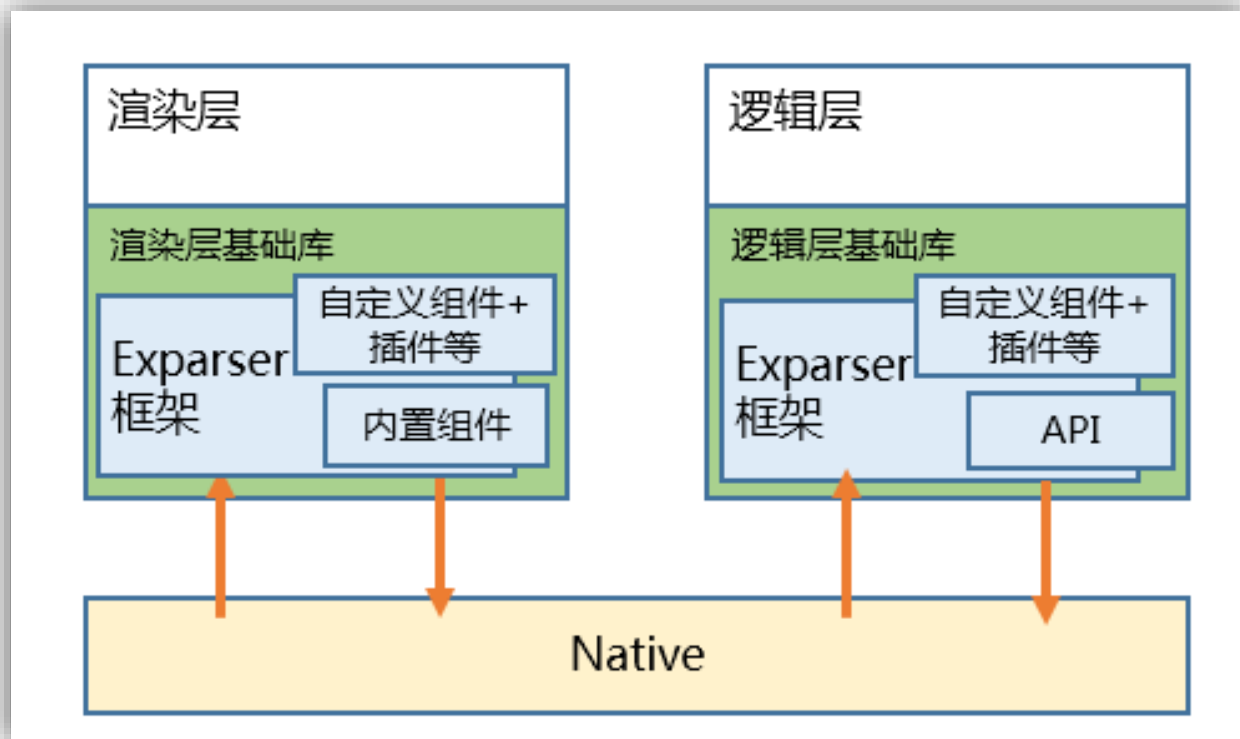 渲染层
渲染层基础库
自定义组件+
插件等
Exparser
框架
内置组件
逻辑层
逻辑层基础库
自定义组件+
插件等
Exparser
框架
API
Native